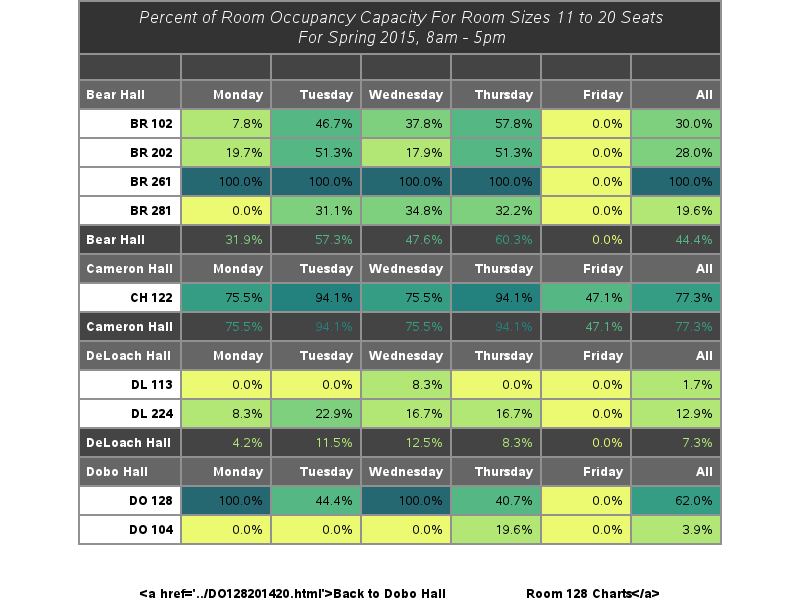 Percent of Room Occupancy Capacity For Room Sizes 11 to 20 Seats
For Spring 2015, 8am - 5pm
Bear Hall Monday Tuesday Wednesday Thursday Friday All
BR 102 7.8% 46.7% 37.8% 57.8% 0.0% 30.0%
BR 202 19.7% 51.3% 17.9% 51.3% 0.0% 28.0%
BR 261 100.0% 100.0% 100.0% 100.0% 0.0% 100.0%
BR 281 0.0% 31.1% 34.8% 32.2% 0.0% 19.6%
Bear Hall 31.9% 57.3% 47.6% 60.3% 0.0% 44.4%
Cameron Hall Monday Tuesday Wednesday Thursday Friday All
CH 122 75.5% 94.1% 75.5% 94.1% 47.1% 77.3%
Cameron Hall 75.5% 94.1% 75.5% 94.1% 47.1% 77.3%
DeLoach Hall Monday Tuesday Wednesday Thursday Friday All
DL 113 0.0% 0.0% 8.3% 0.0% 0.0% 1.7%
DL 224 8.3% 22.9% 16.7% 16.7% 0.0% 12.9%
DeLoach Hall 4.2% 11.5% 12.5% 8.3% 0.0% 7.3%
Dobo Hall Monday Tuesday Wednesday Thursday Friday All
DO 128 100.0% 44.4% 100.0% 40.7% 0.0% 62.0%
DO 104 0.0% 0.0% 0.0% 19.6% 0.0% 3.9%
<a href='../DO128201420.html'>Back to Dobo Hall Room 128 Charts</a>